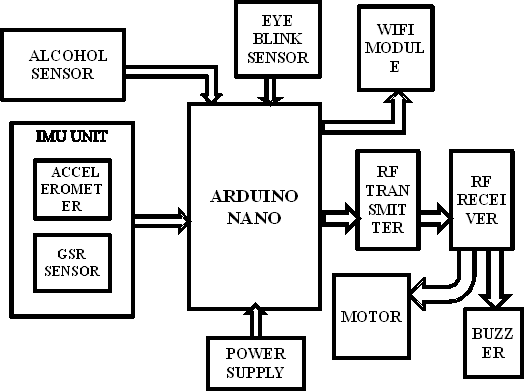 EYE
BLINK
SENSOR
WIFI
MODUL
E
ALCOHOL
SENSOR
IMU UNIT
ACCEL
EROMET
ER
GSR
SENSOR
ARDUINO
NANO
RF
TRAN
SMIT
TER
RF
RECEI
VER
MOTOR
BUZZ
ER
POWER
SUPPLY